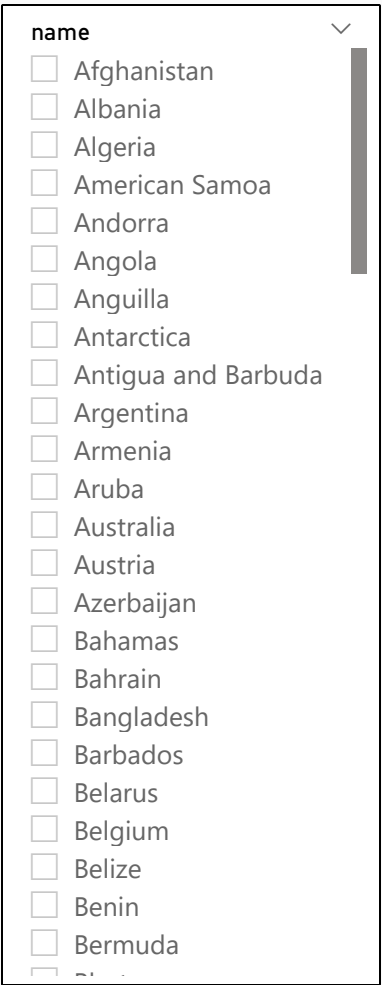 name
Afghanistan
Albania
Algeria
American Samoa
Andorra
Angola
Anguilla
Antarctica
Antigua and Barbuda
Argentina
Armenia
Aruba
Australia
Austria
Azerbaijan
Bahamas
Bahrain
Bangladesh
Barbados
Belarus
Belgium
Belize
Benin
Bermuda